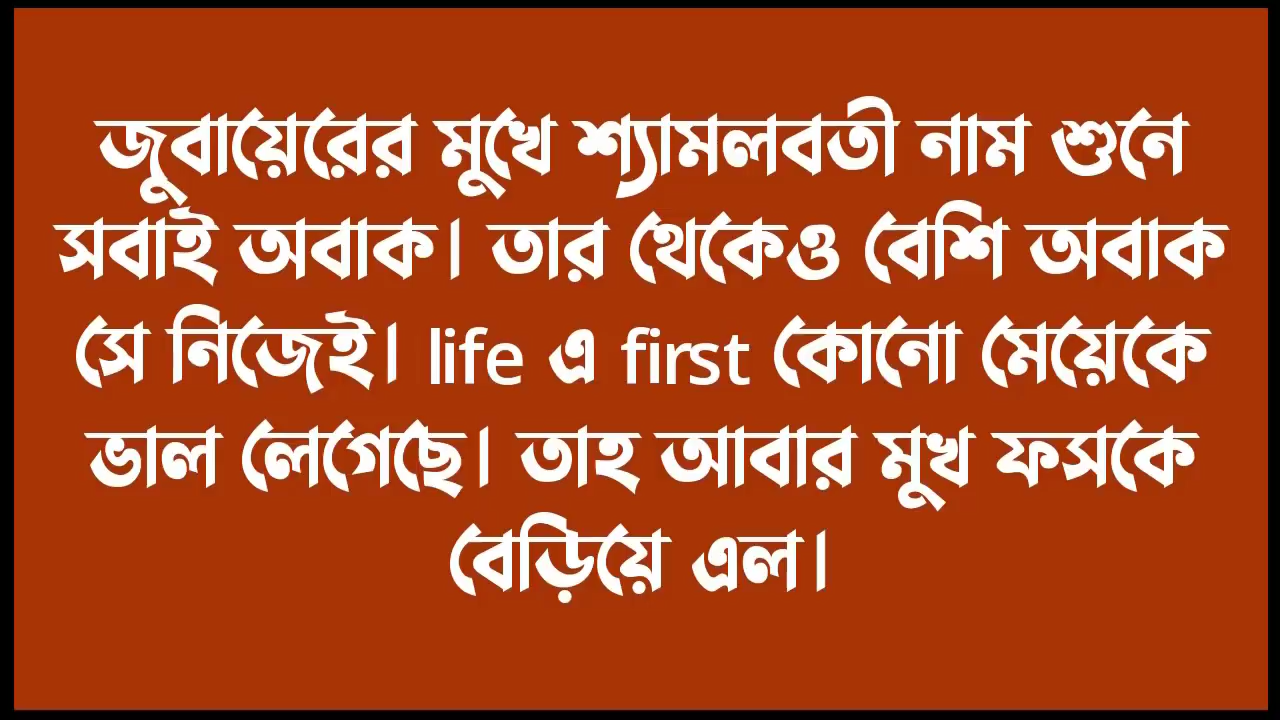 জুবায়েরের মুখে শ্যামলবতী নাম শুনে
সবাই অবাক। তার থেকেও বেশি অবাক
সে নিজেই। life এ first কোনো মেয়েকে
ভাল লেগেছে। তাহ আবার মুখ ফসকে
বেড়িয়ে এল।